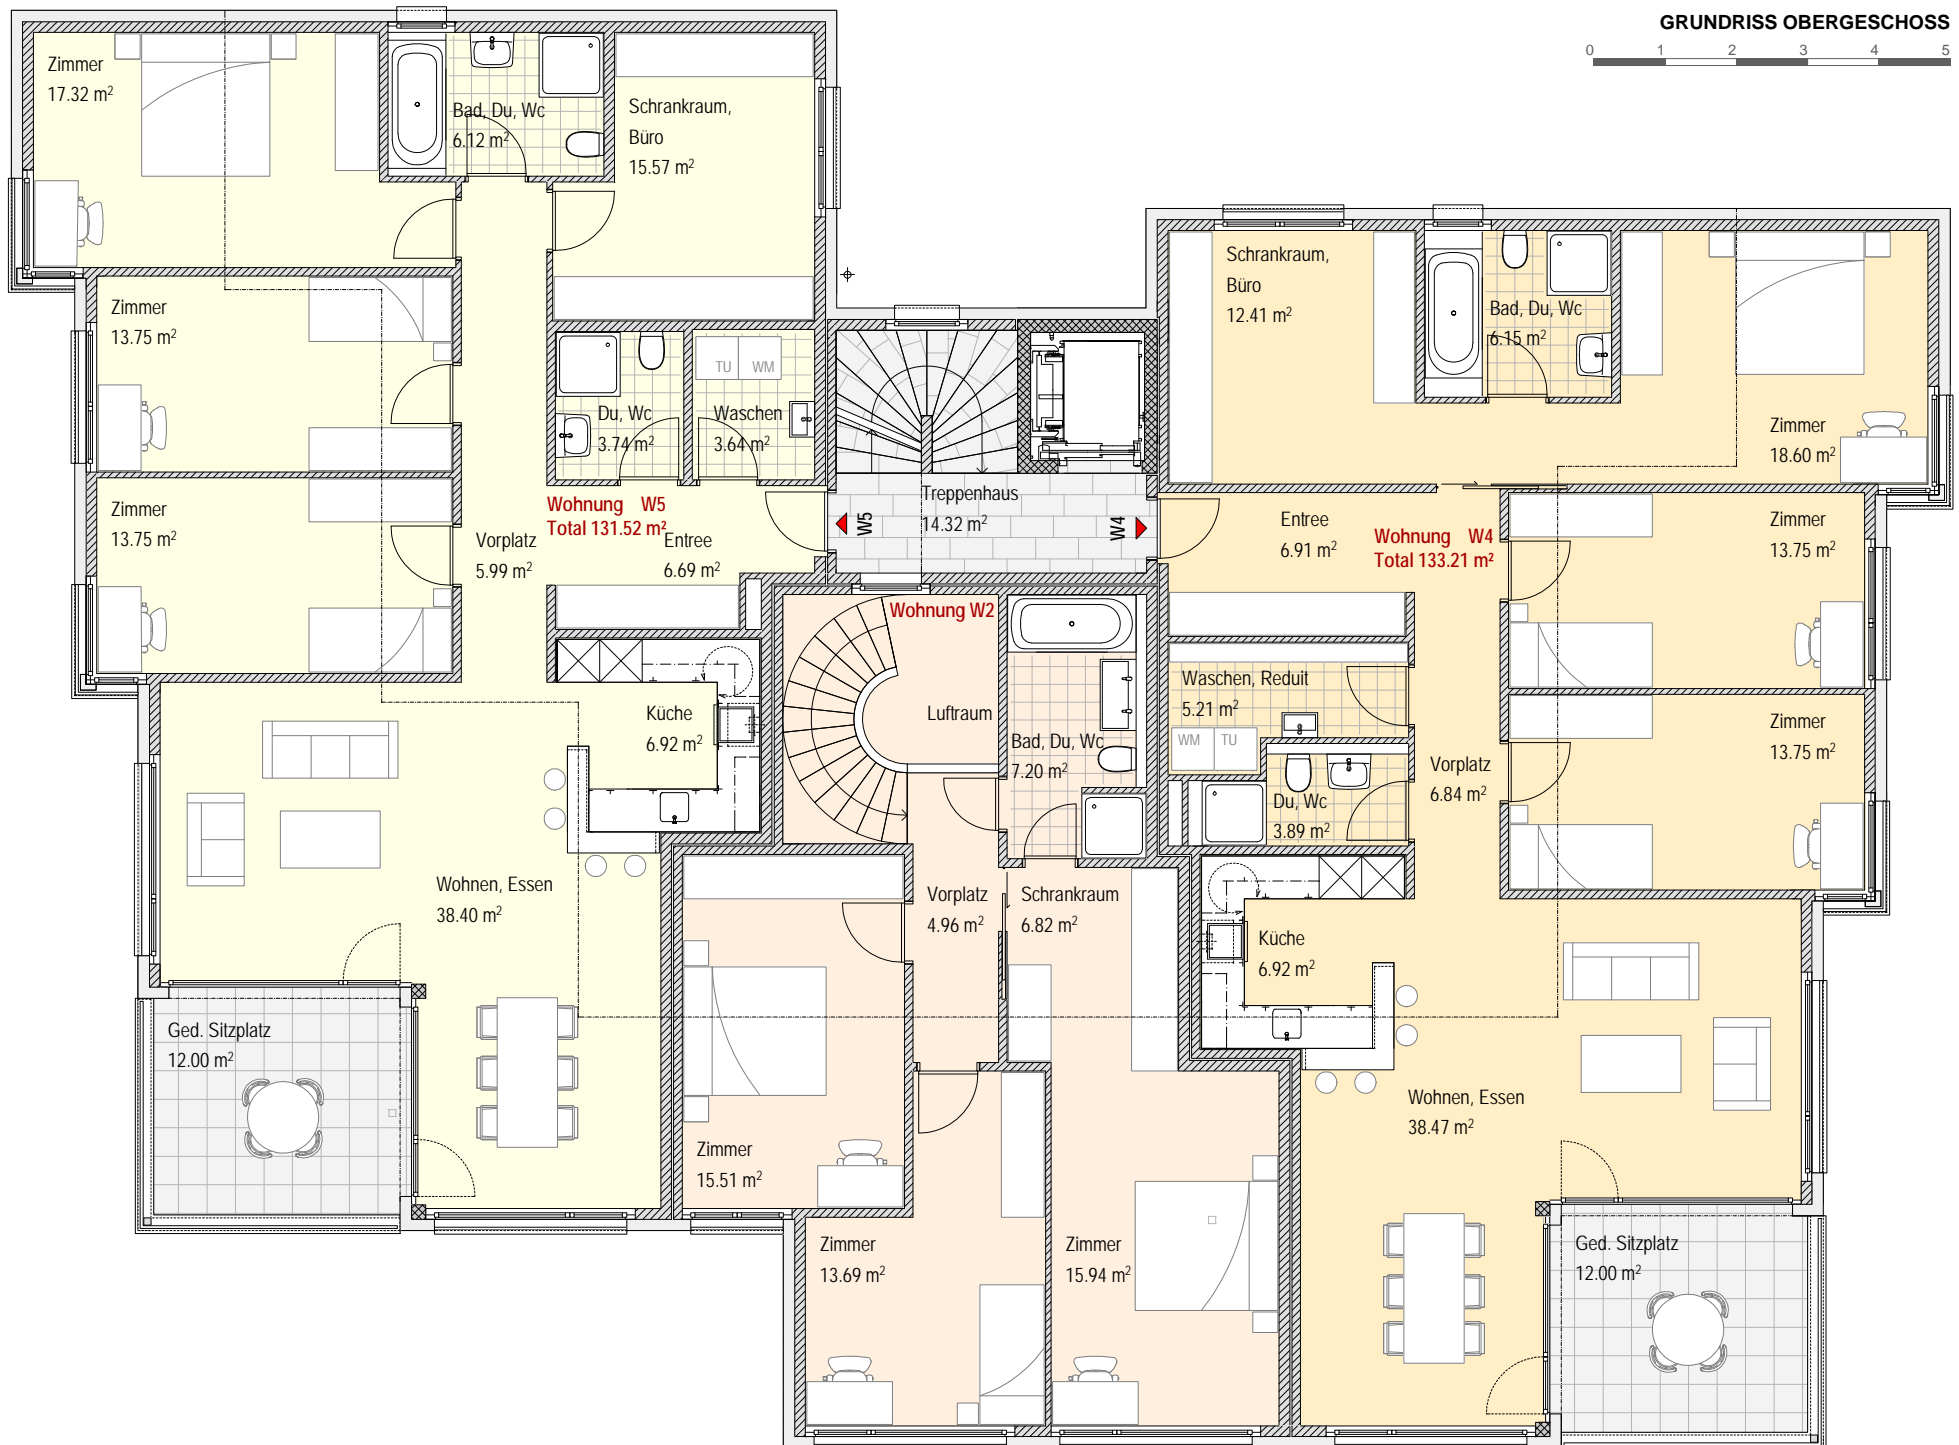 GRUNDRISS OBERGESCHOSS
0 1 2 3 4 5
Zimmer
17.32 m²
Bad, Du, Wc
6.12 m²
Schrankraum,
Büro
15.57 m²
Zimmer
13.75 m²
Zimmer
13.75 m²
Du, Wc
3.74 m²
TU WM
Waschen
3.64 m²
Wohnung W5
Total 131.52 m²
Vorplatz
5.99 m²
Entree
6.69 m²
Treppenhaus
14.32 m²
W5
W4
Schrankraum,
Büro
12.41 m²
Bad, Du, Wc
6.15 m²
Zimmer
18.60 m²
Entree
6.91 m²
Wohnung W4
Total 133.21 m²
Zimmer
13.75 m²
Zimmer
13.75 m²
Waschen, Reduit
5.21 m²
WM TU
Du, Wc
3.89 m²
Vorplatz
6.84 m²
Küche
6.92 m²
Wohnen, Essen
38.40 m²
Ged. Sitzplatz
12.00 m²
Wohnung W2
Luftraum
Bad, Du, Wc
7.20 m²
Vorplatz
4.96 m²
Schrankraum
6.82 m²
Zimmer
15.51 m²
Zimmer
13.69 m²
Zimmer
15.94 m²
Küche
6.92 m²
Wohnen, Essen
38.47 m²
Ged. Sitzplatz
12.00 m²